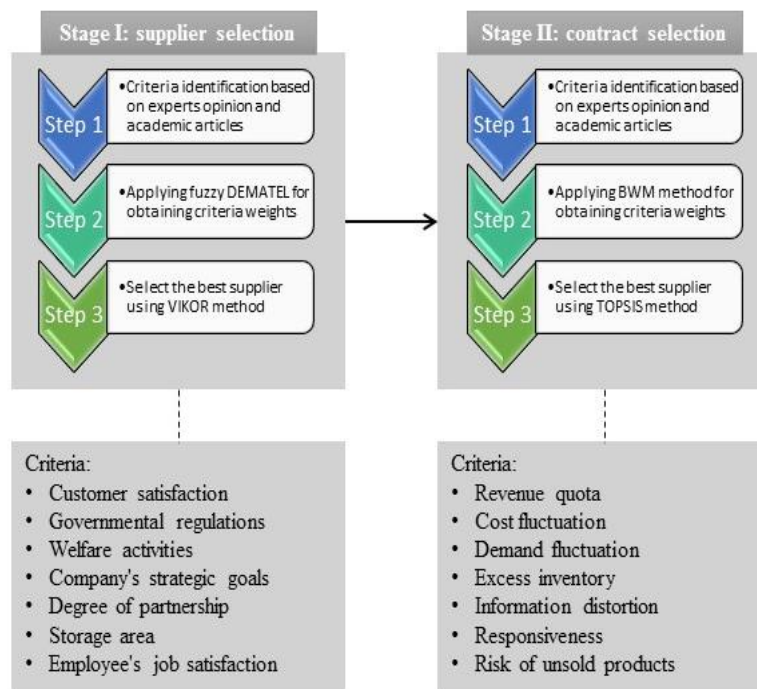 Stage I: supplier selection
Step 1
•Criteria identification based
on experts opinion and
academic articles
Step 2
•Applying fuzzy DEMATEL for
obtaining criteria weights
Step 3
•Select the best supplier
using VIKOR method
Criteria:
• Customer satisfaction
• Governmental regulations
• Welfare activities
• Company's strategic goals
• Degree of partnership
• Storage area
• Employee's job satisfaction
Stage II: contract selection
Step 1
•Criteria identification based
on experts opinion and
academic articles
Step 2
•Applying BWM method for
obtaining criteria weights
Step 3
•Select the best supplier
using TOPSIS method
Criteria:
• Revenue quota
• Cost fluctuation
• Demand fluctuation
• Excess inventory
• Information distortion
• Responsiveness
• Risk of unsold products